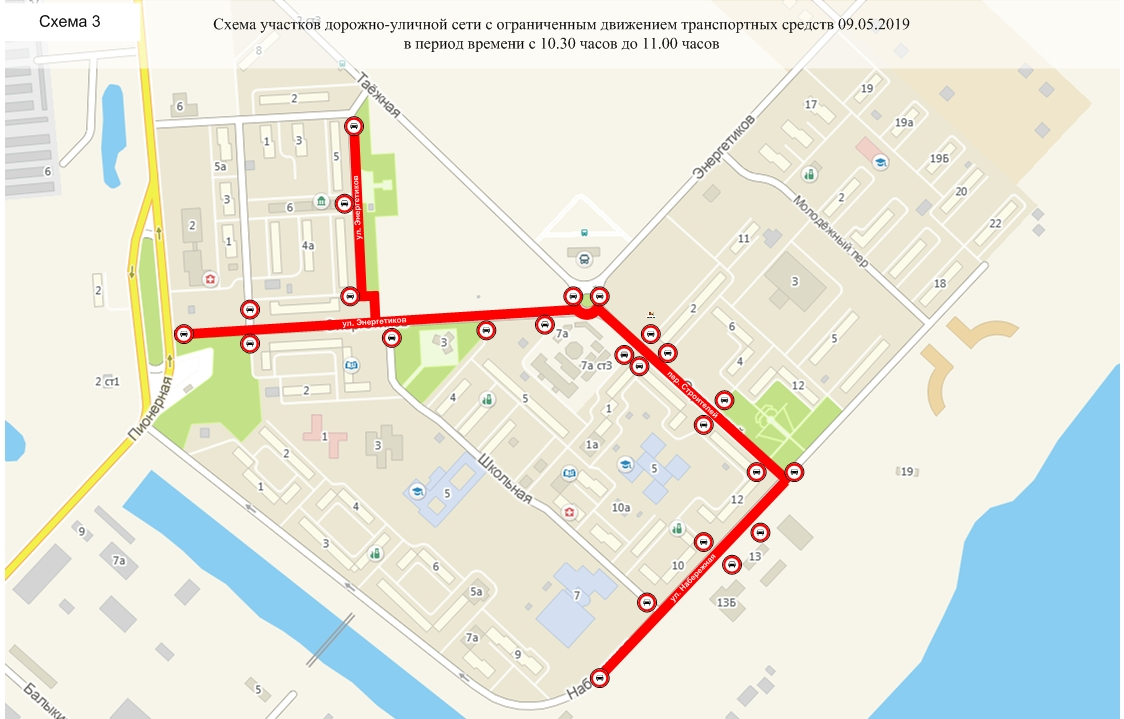 Схема 3
Схема участков дорожно-уличной сети с ограниченным движением транспортных средств 09.05.2019
в период времени с 10.30 часов до 11.00 часов
8
Таёжная
2
6
6
19
17
19а
5а
1
3
5
Энергетиков
19Б
3
6
ул. Энергетиков
2
20
2
1
4а
Молодёжный пер
22
11
3
18
2
2
ул. Энергетиков
6
5
7а
3
4
7а ст3
2 ст1
2
пер. Строителей
12
4
5
1
Пионерная
1
3
1а
2
5
19
1
Школьная
5
12
4
10а
9
3
7а
6
10
13
ул. Набережная
5а
7
13Б
7а
9
5
Наб
Балыки